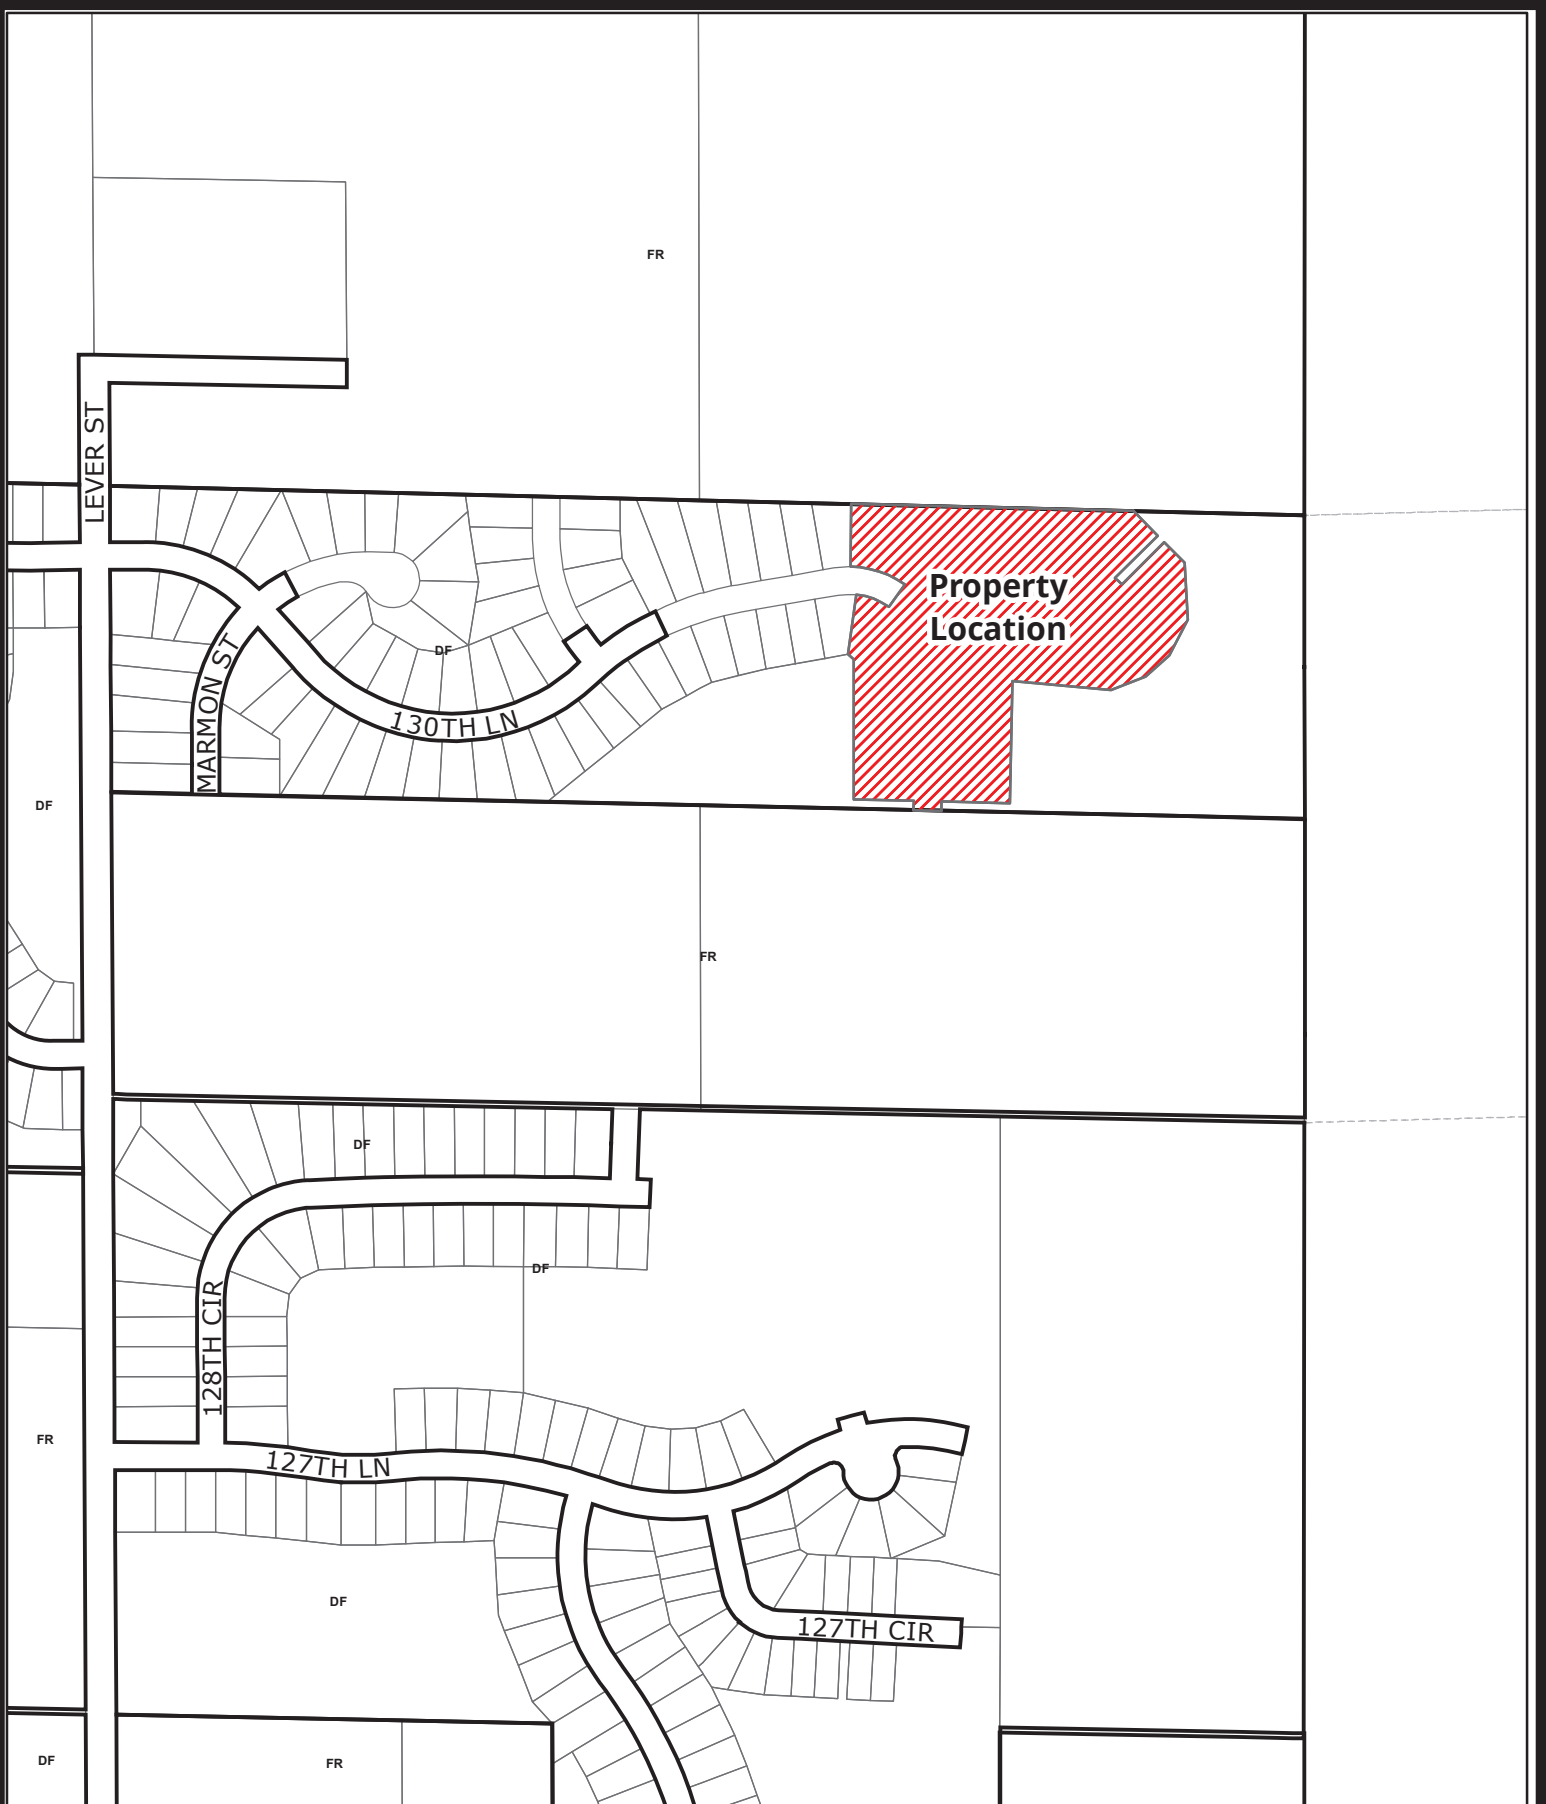 FR
LEVER ST
Property
Location
DF
MARMON ST
130TH LN
DF
FR
DF
DF
128TH CIR
FR
127TH LN
DF
127TH CIR
DF
FR